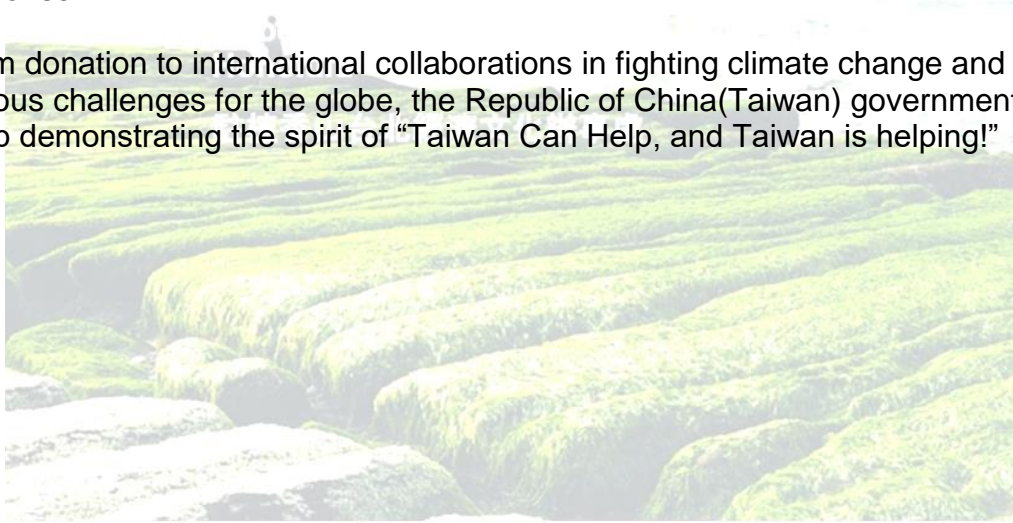 m donation to international collaborations in fighting climate change and
ous challenges for the globe, the Republic of China(Taiwan) government
demonstrating the spirit of “Taiwan Can Help, and Taiwan is helping!”